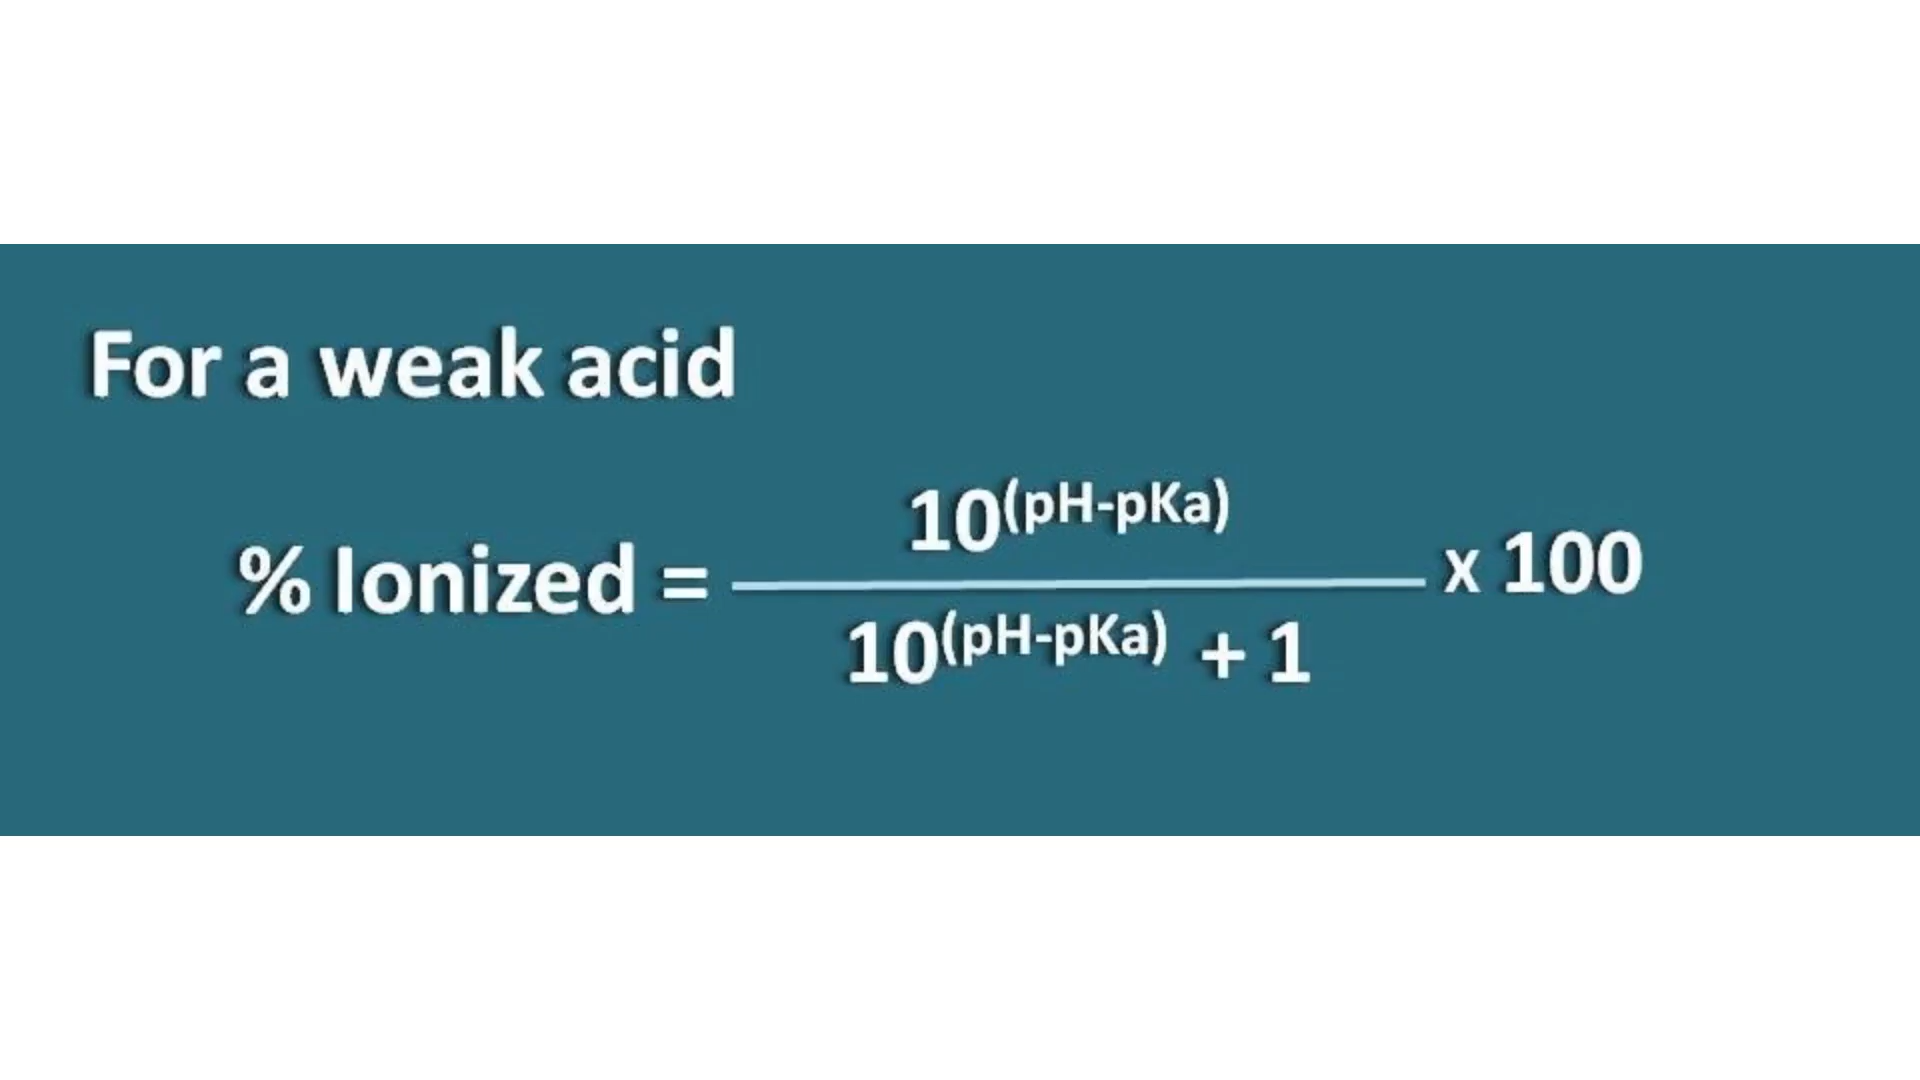 For a weak acid
10(pH-pKa)
% Ionized = x 100
10(pH-pKa) + 1